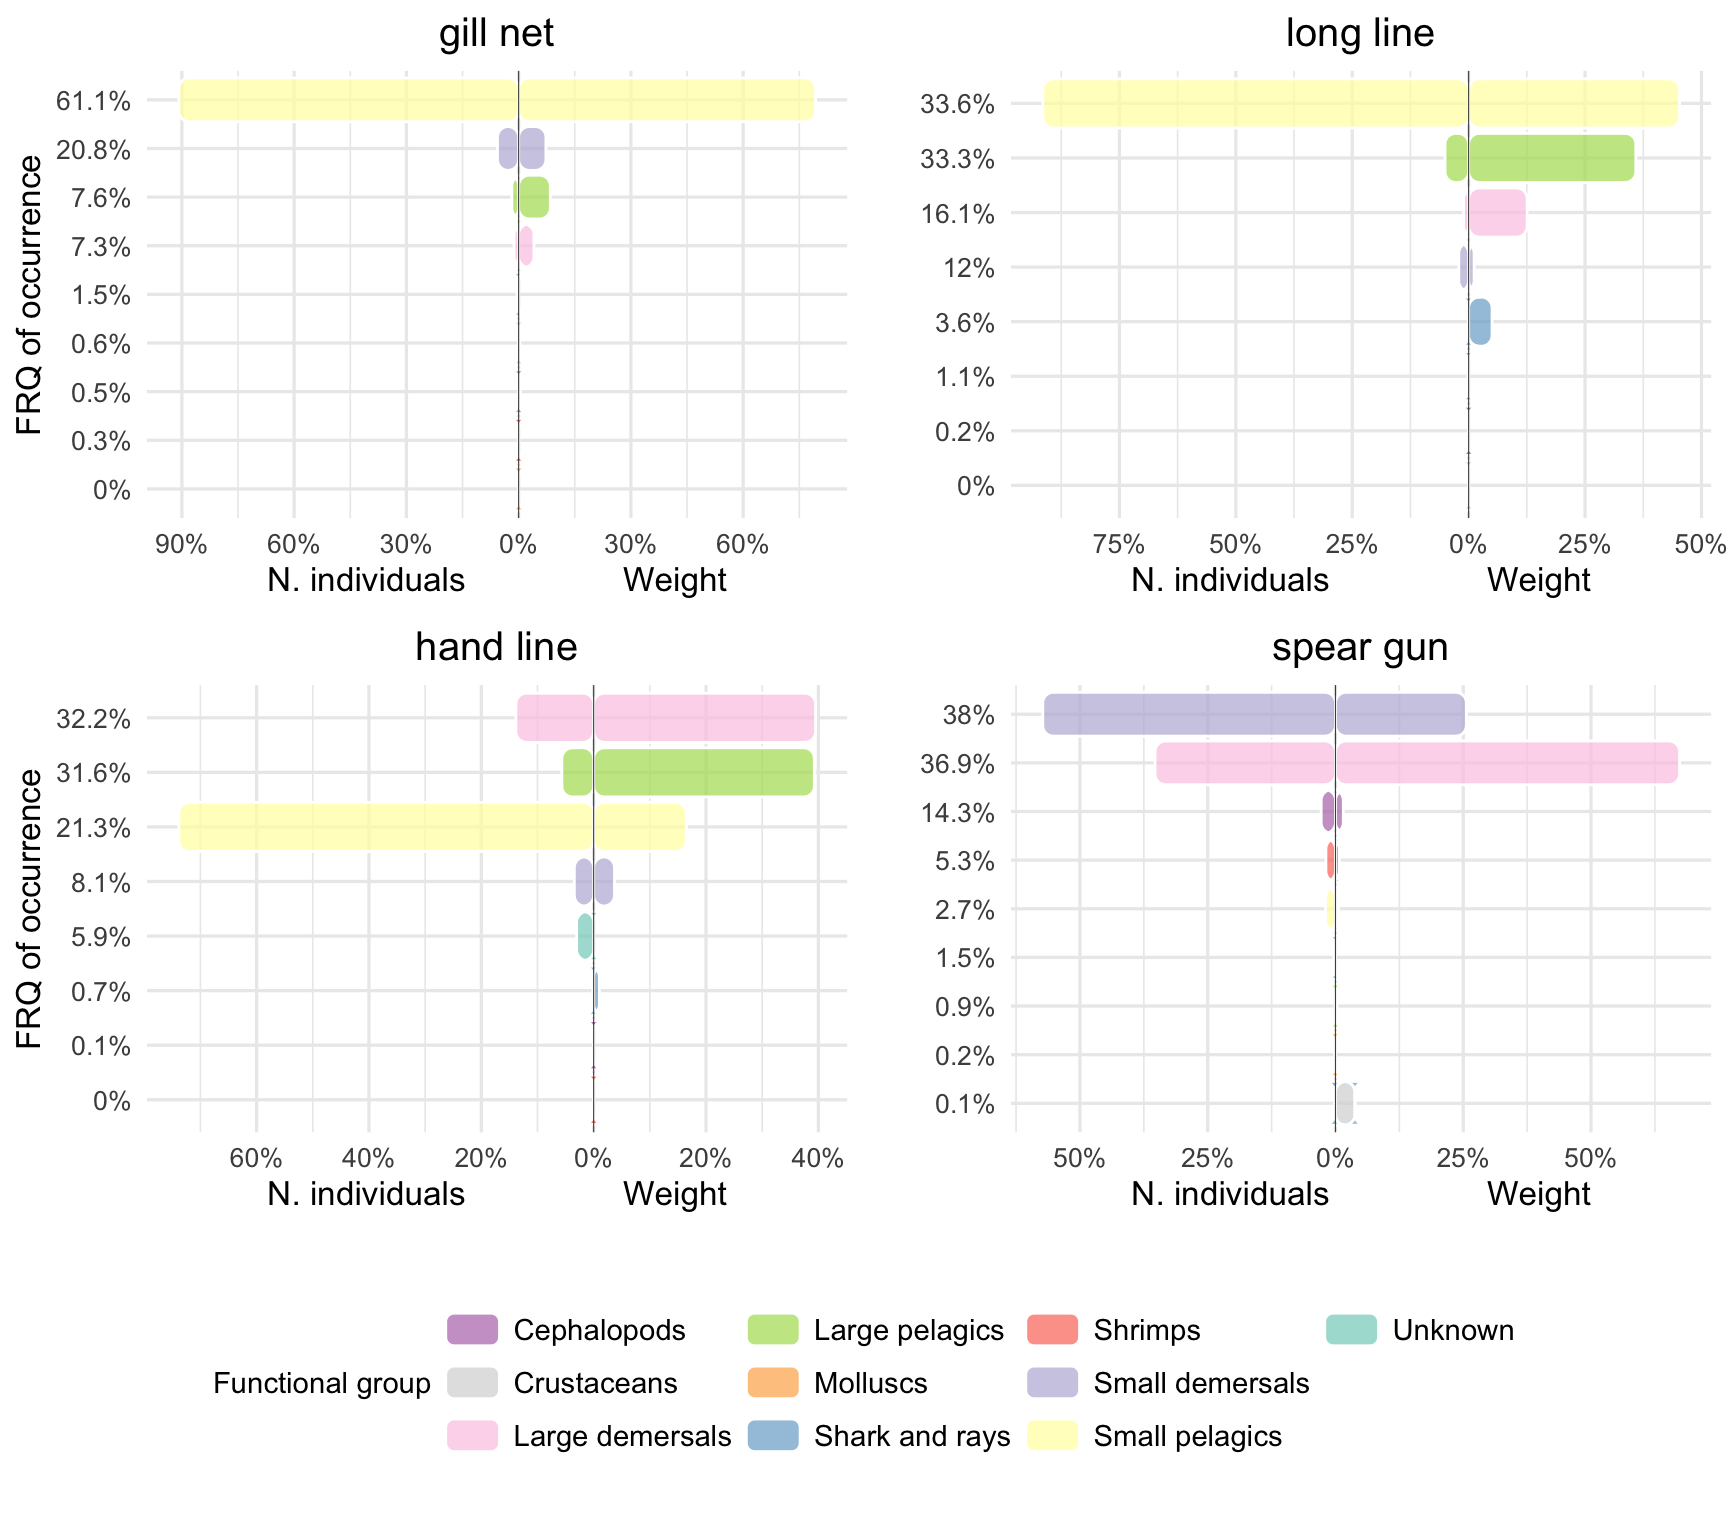 gill net
long line
FRQ of occurrence
61.1%
20.8%
7.6%
7.3%
1.5%
0.6%
0.5%
0.3%
0%
90% 60% 30% 0% 30% 60%
N. individuals Weight
33.6%
33.3%
16.1%
12%
3.6%
1.1%
0.2%
0%
75% 50% 25% 0% 25% 50%
N. individuals Weight
hand line
spear gun
FRQ of occurrence
32.2%
31.6%
21.3%
8.1%
5.9%
0.7%
0.1%
0%
60% 40% 20% 0% 20% 40%
N. individuals Weight
38%
36.9%
14.3%
5.3%
2.7%
1.5%
0.9%
0.2%
0.1%
50% 25% 0% 25% 50%
N. individuals Weight
Functional group
Cephalopods Large pelagics Shrimps Unknown
Crustaceans Molluscs Small demersals
Large demersals Shark and rays Small pelagics